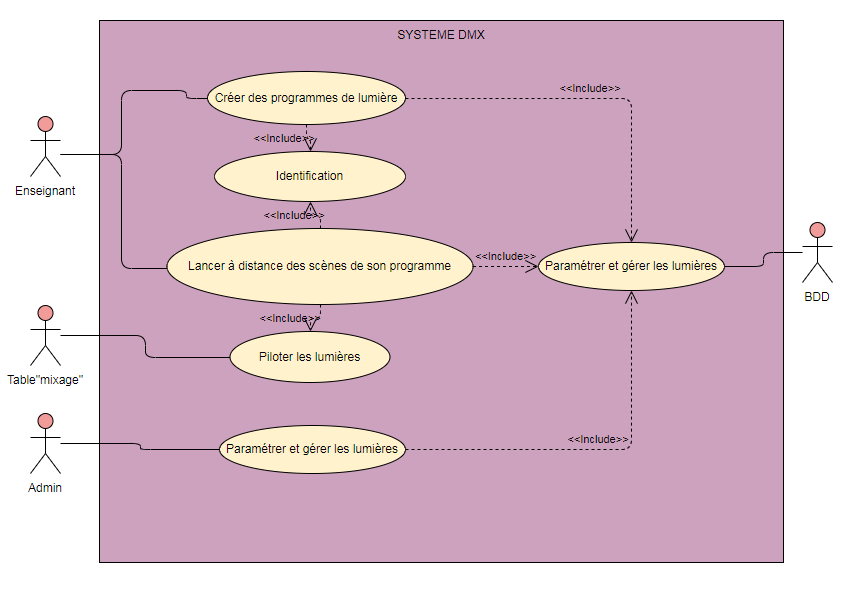 SYSTEME DMX
Créer des programmes de lumière
<<Include>>
<<Include>>
Identification
Enseignant
<<Include>>
Lancer à distance des scènes de son programme
<<Include>>
Paramétrer et gérer les lumières
BDD
<<Include>>
Piloter les lumières
Table"mixage"
Paramétrer et gérer les lumières
<<Include>>
Admin